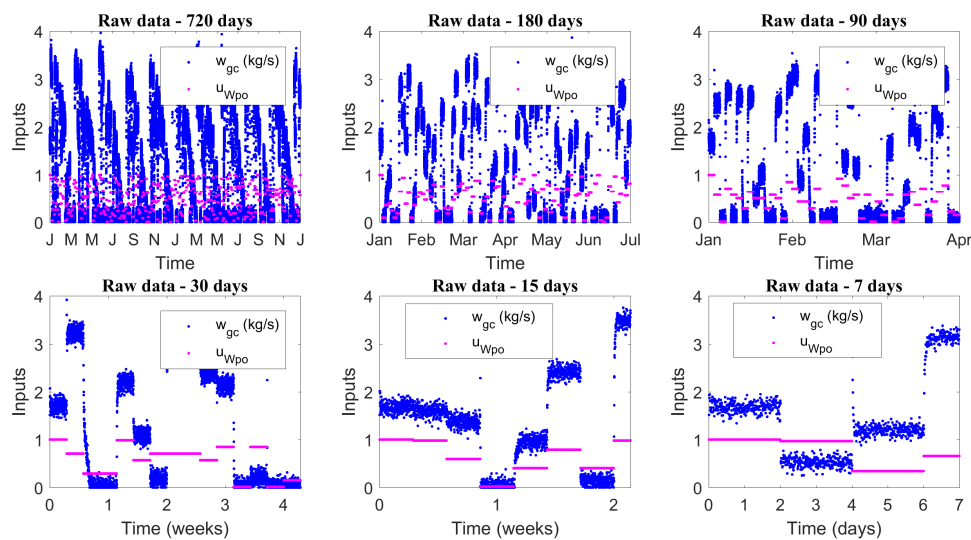 Raw data - 720 days
Raw data - 180 days
Raw data - 90 days
4
3
2
1
0
Inputs
w_gc (kg/s)
u_Wpo
J M M J S N J M M J S N J
Time
4
3
2
1
0
Inputs
w_gc (kg/s)
u_Wpo
Jan Feb Mar Apr May Jun Jul
Time
4
3
2
1
0
Inputs
w_gc (kg/s)
u_Wpo
Jan Feb Mar Apr
Time
Raw data - 30 days
Raw data - 15 days
Raw data - 7 days
4
3
2
1
0
Inputs
w_gc (kg/s)
u_Wpo
0 2 4
Time (weeks)
4
3
2
1
0
Inputs
w_gc (kg/s)
u_Wpo
0 1 2
Time (weeks)
4
3
2
1
0
Inputs
w_gc (kg/s)
u_Wpo
0 1 2 3 4 5 6 7
Time (days)